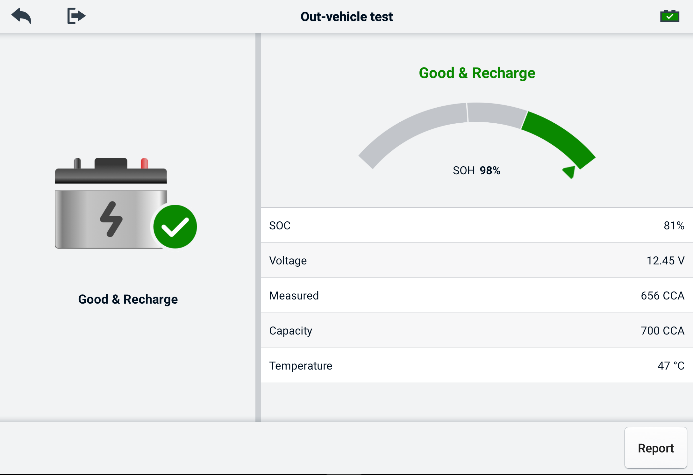 Out-vehicle test
Good & Recharge
Good & Recharge
SOH 98%
SOC 81%
Voltage 12.45 V
Measured 656 CCA
Capacity 700 CCA
Temperature 47 °C
Report